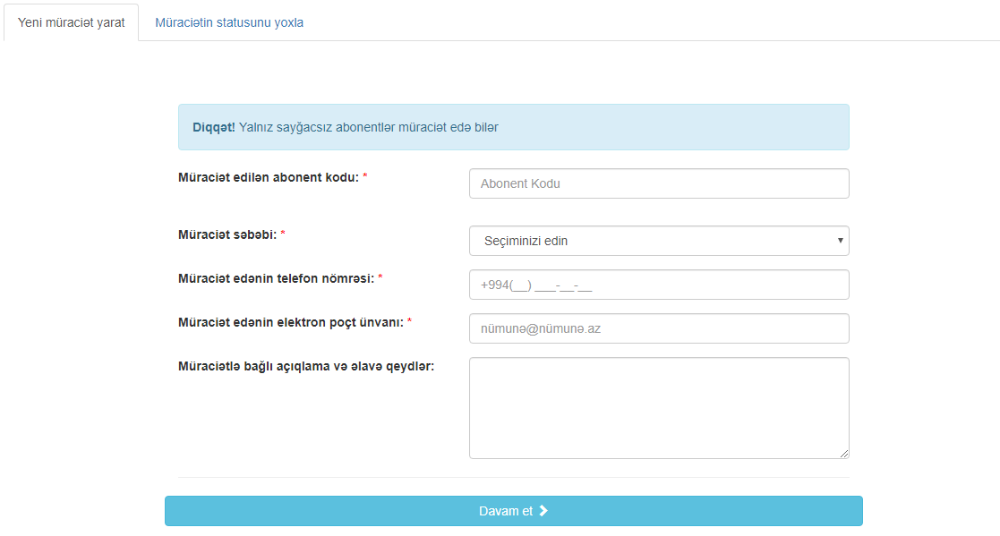 Yeni müraciət yarat
Müraciətin statusunu yoxla
Diqqət! Yalnız sayğacsız abonentlər müraciət edə bilər
Müraciət edilən abonent kodu: *
Abonent Kodu
Müraciət səbəbi: *
Seçiminizi edin
Müraciət edənin telefon nömrəsi: *
+994(__) ___-__-__
Müraciət edənin elektron poçt ünvanı: *
nümunə@nümunə.az
Müraciətlə bağlı açıqlama və əlavə qeydlər:
Davam et